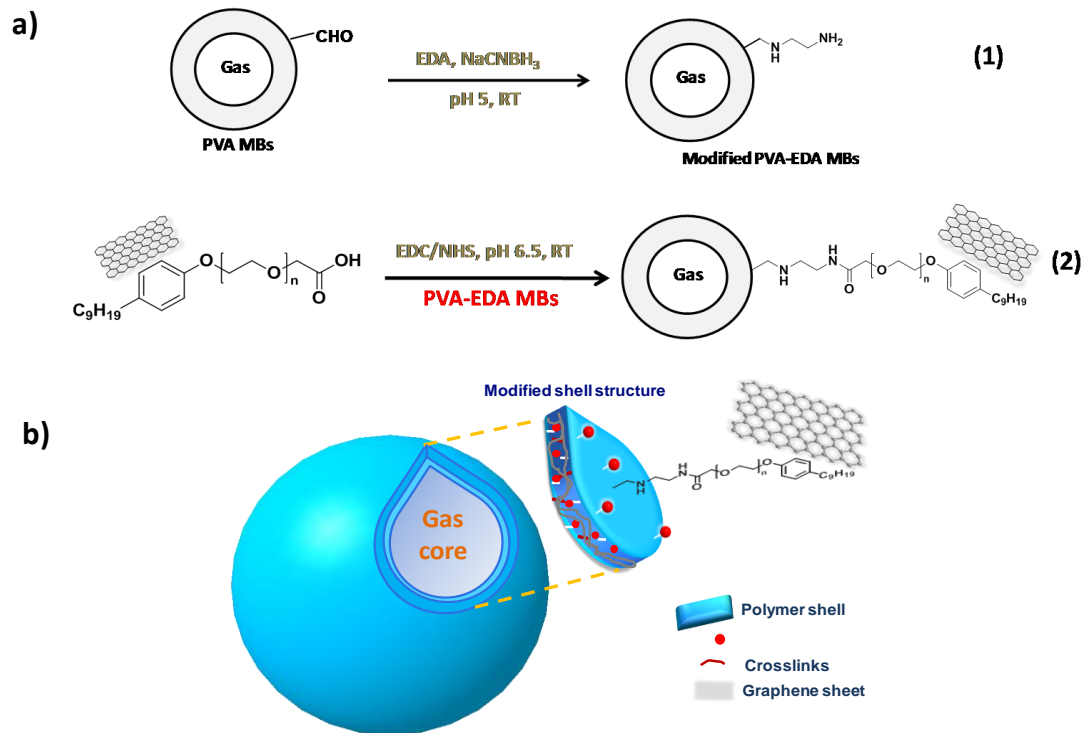 a)
CHO
Gas
PVA MBs
EDA, NaCNBH3
pH 5, RT
NH2
N
H
Gas
Modified PVA-EDA MBs
(1)
O
O
n
OH
O
C9H19
EDC/NHS, pH 6.5, RT
PVA-EDA MBs
Gas
N
H
H
N
O
O
n
O
C9H19
(2)
b)
Modified shell structure
Gas
core
N
H
H
N
O
O
n
O
C9H19
Polymer shell
Crosslinks
Graphene sheet